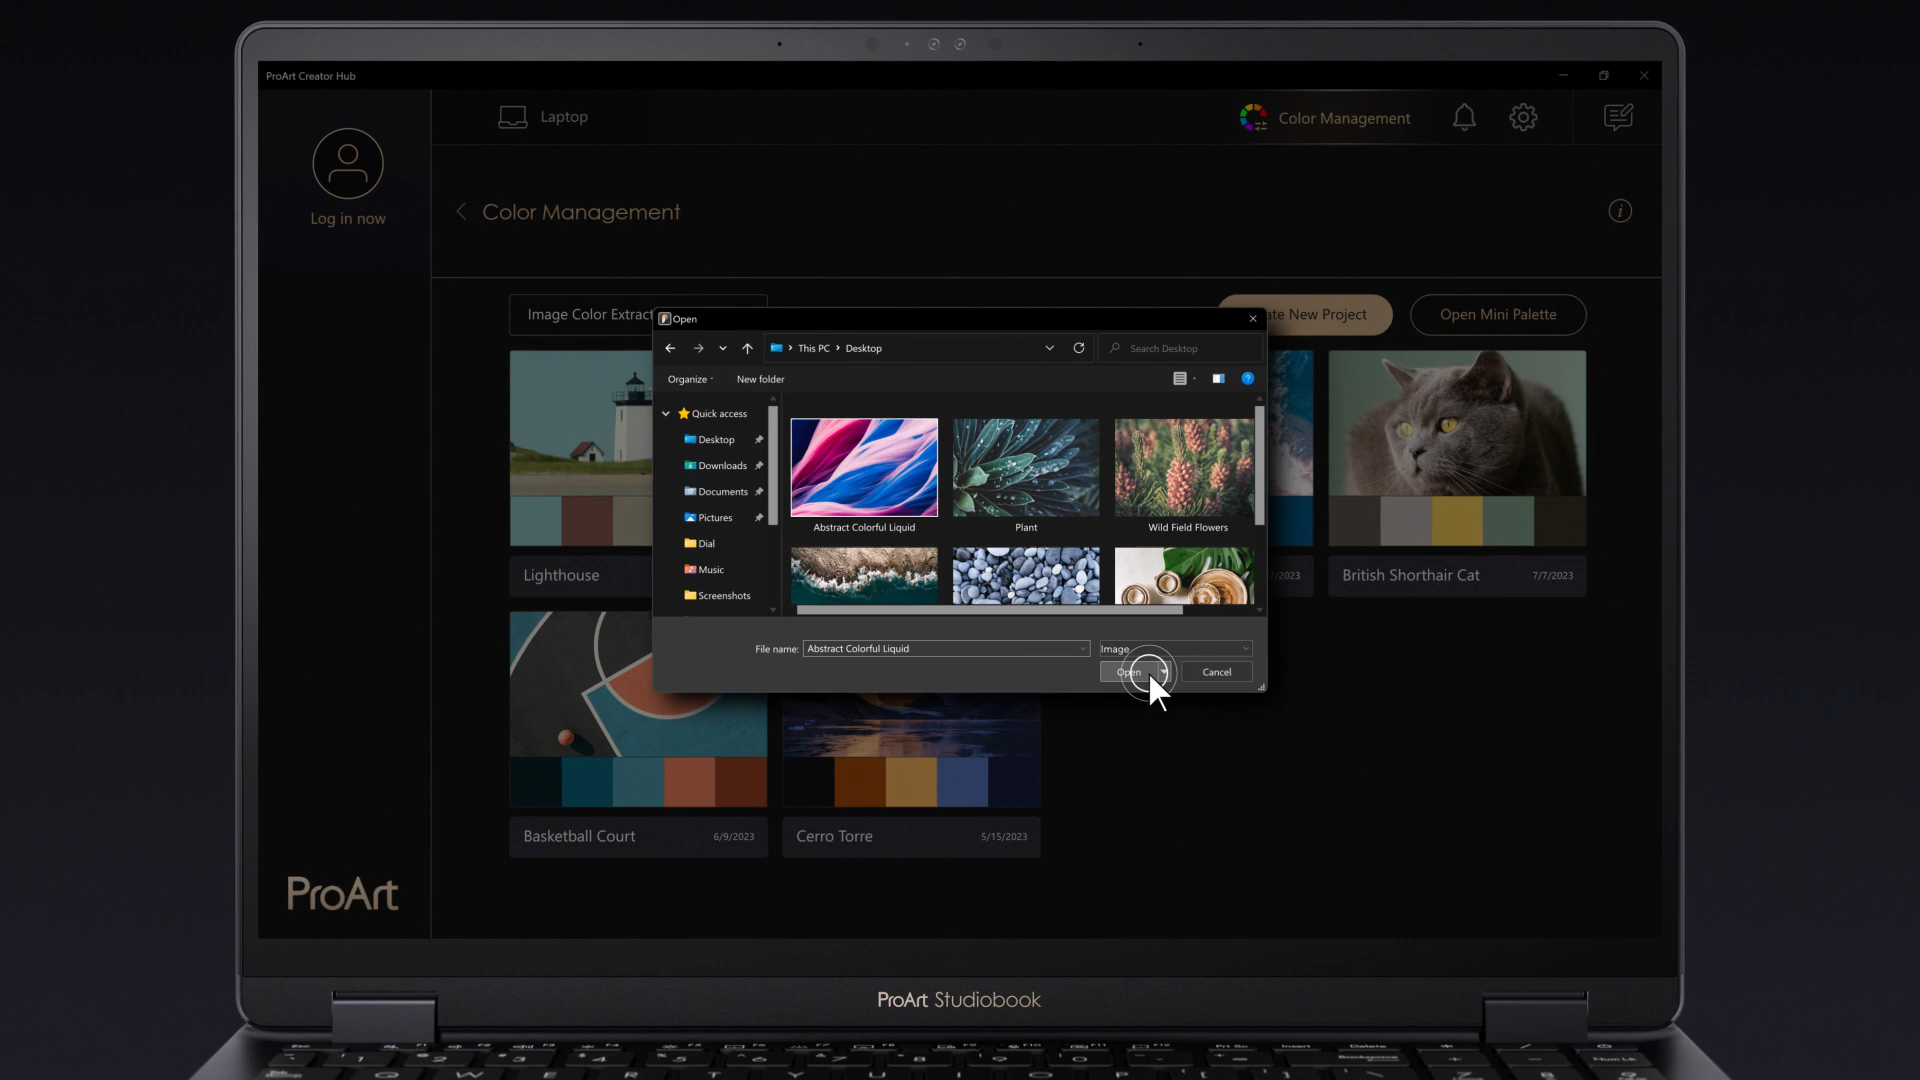 ProArt Creator Hub
Laptop
Color Management
Log in now
Color Management
Image Color Extract
ate New Project
Open Mini Palette
Open
This PC
Desktop
Search Desktop
Organize
New folder
Quick access
Desktop
Downloads
Documents
Pictures
Dial
Music
Screenshots
Abstract Colorful Liquid
Plant
Wild Field Flowers
File name:
Abstract Colorful Liquid
Image
Open
Cancel
Lighthouse
7/2023
British Shorthair Cat
7/7/2023
Basketball Court
6/9/2023
Cerro Torre
5/15/2023
ProArt
ProArt Studiobook